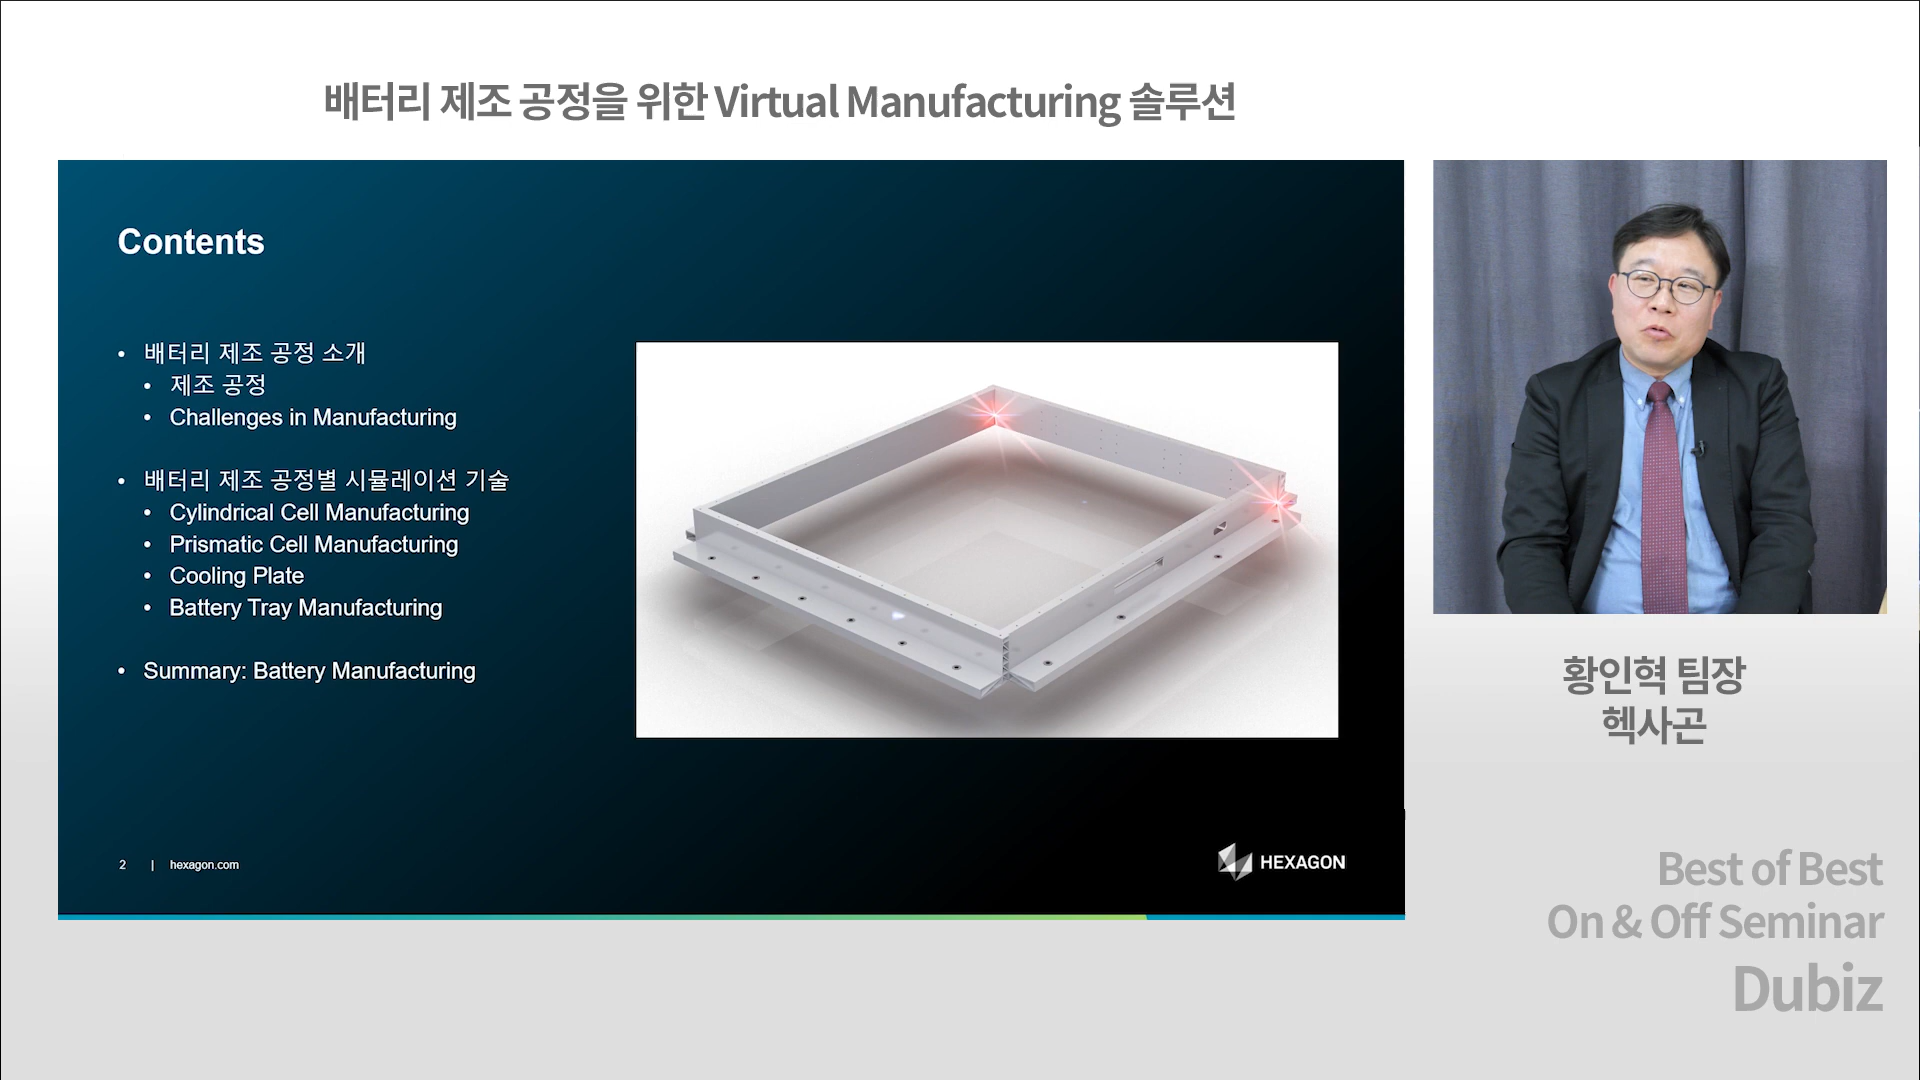 배터리 제조 공정을 위한 Virtual Manufacturing 솔루션
Contents
• 배터리 제조 공정 소개
• 제조 공정
• Challenges in Manufacturing
• 배터리 제조 공정별 시뮬레이션 기술
• Cylindrical Cell Manufacturing
• Prismatic Cell Manufacturing
• Cooling Plate
• Battery Tray Manufacturing
• Summary: Battery Manufacturing
2 | hexagon.com
HEXAGON
황인혁 팀장
헥사곤
Best of Best
On & Off Seminar
Dubiz